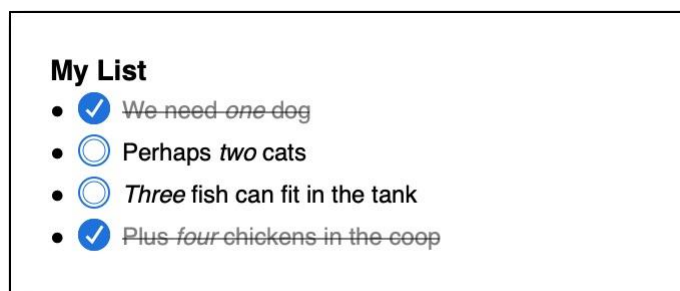 My List
We need one dog
Perhaps two cats
Three fish can fit in the tank
Plus four chickens in the coop